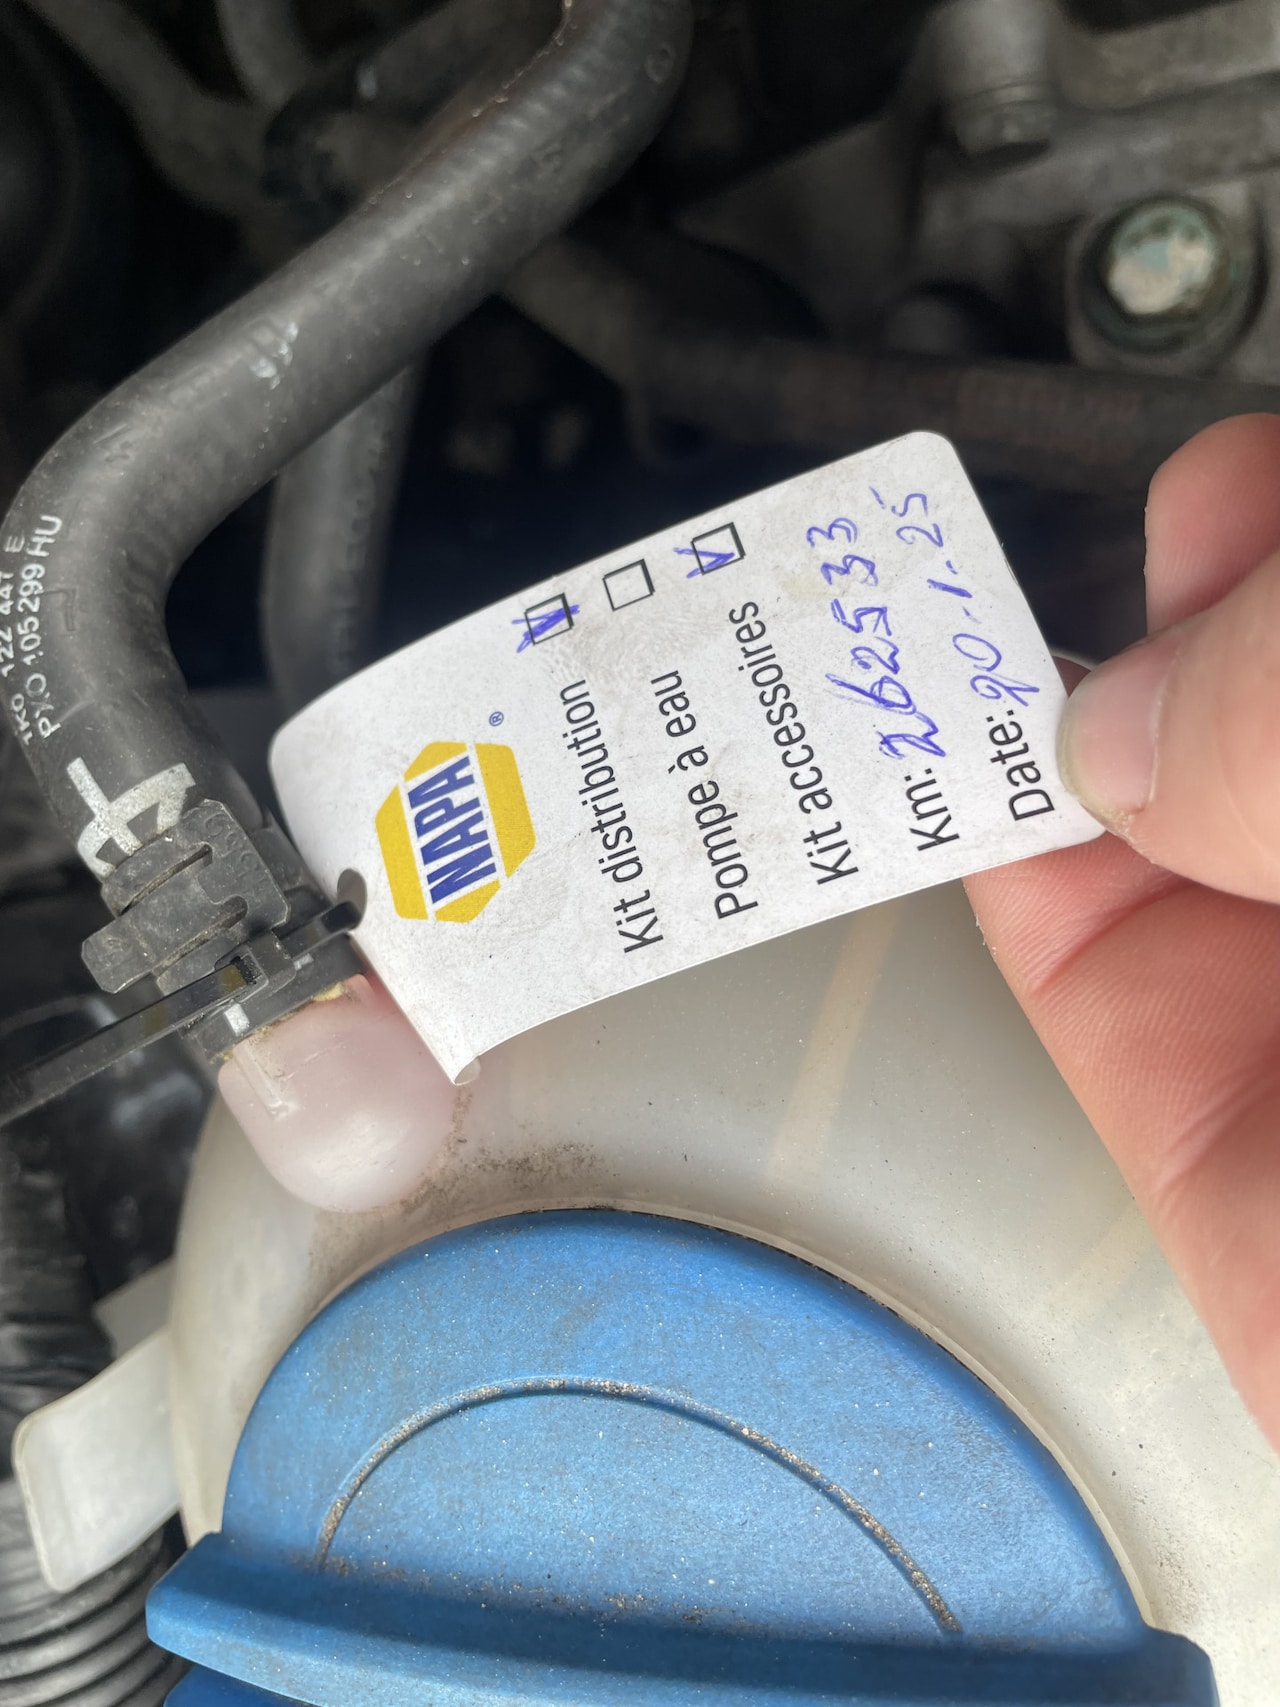 NAPA®
Kit distribution
Pompe à eau
Kit accessoires
Km: 262533
Date: 20-1-25
1K0 122 447 E
PXO 105 299 HU